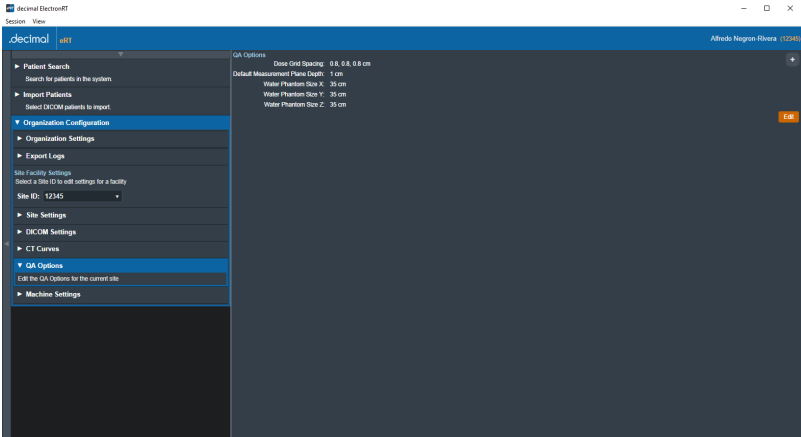 decimal ElectronRT
Session View
.decimal eRT
Alfredo Negron-Rivera (12345)
Patient Search
Search for patients in the system.
Import Patients
Select DICOM patients to import.
Organization Configuration
Organization Settings
Export Logs
Site Facility Settings
Select a Site ID to edit settings for a facility
Site ID: 12345
Site Settings
DICOM Settings
CT Curves
QA Options
Edit the QA Options for the current site
Machine Settings
QA Options
Dose Grid Spacing: 0.8, 0.8, 0.8 cm
Default Measurement Plane Depth: 1 cm
Water Phantom Size X: 35 cm
Water Phantom Size Y: 35 cm
Water Phantom Size Z: 35 cm
+
Edit